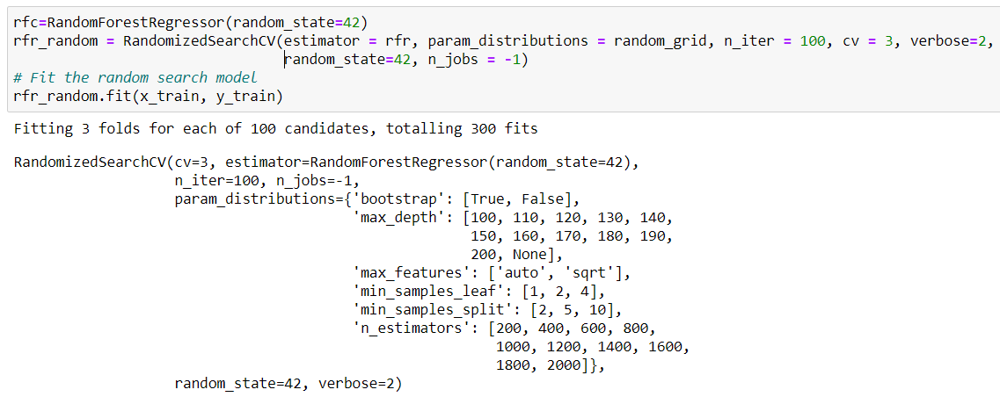 rfc=RandomForestRegressor(random_state=42)
rfr_random = RandomizedSearchCV(estimator = rfr, param_distributions = random_grid, n_iter = 100, cv = 3, verbose=2,
random_state=42, n_jobs = -1)
# Fit the random search model
rfr_random.fit(x_train, y_train)
Fitting 3 folds for each of 100 candidates, totalling 300 fits
RandomizedSearchCV(cv=3, estimator=RandomForestRegressor(random_state=42),
n_iter=100, n_jobs=-1,
param_distributions={'bootstrap': [True, False],
'max_depth': [100, 110, 120, 130, 140,
150, 160, 170, 180, 190,
200, None],
'max_features': ['auto', 'sqrt'],
'min_samples_leaf': [1, 2, 4],
'min_samples_split': [2, 5, 10],
'n_estimators': [200, 400, 600, 800,
1000, 1200, 1400, 1600,
1800, 2000]},
random_state=42, verbose=2)